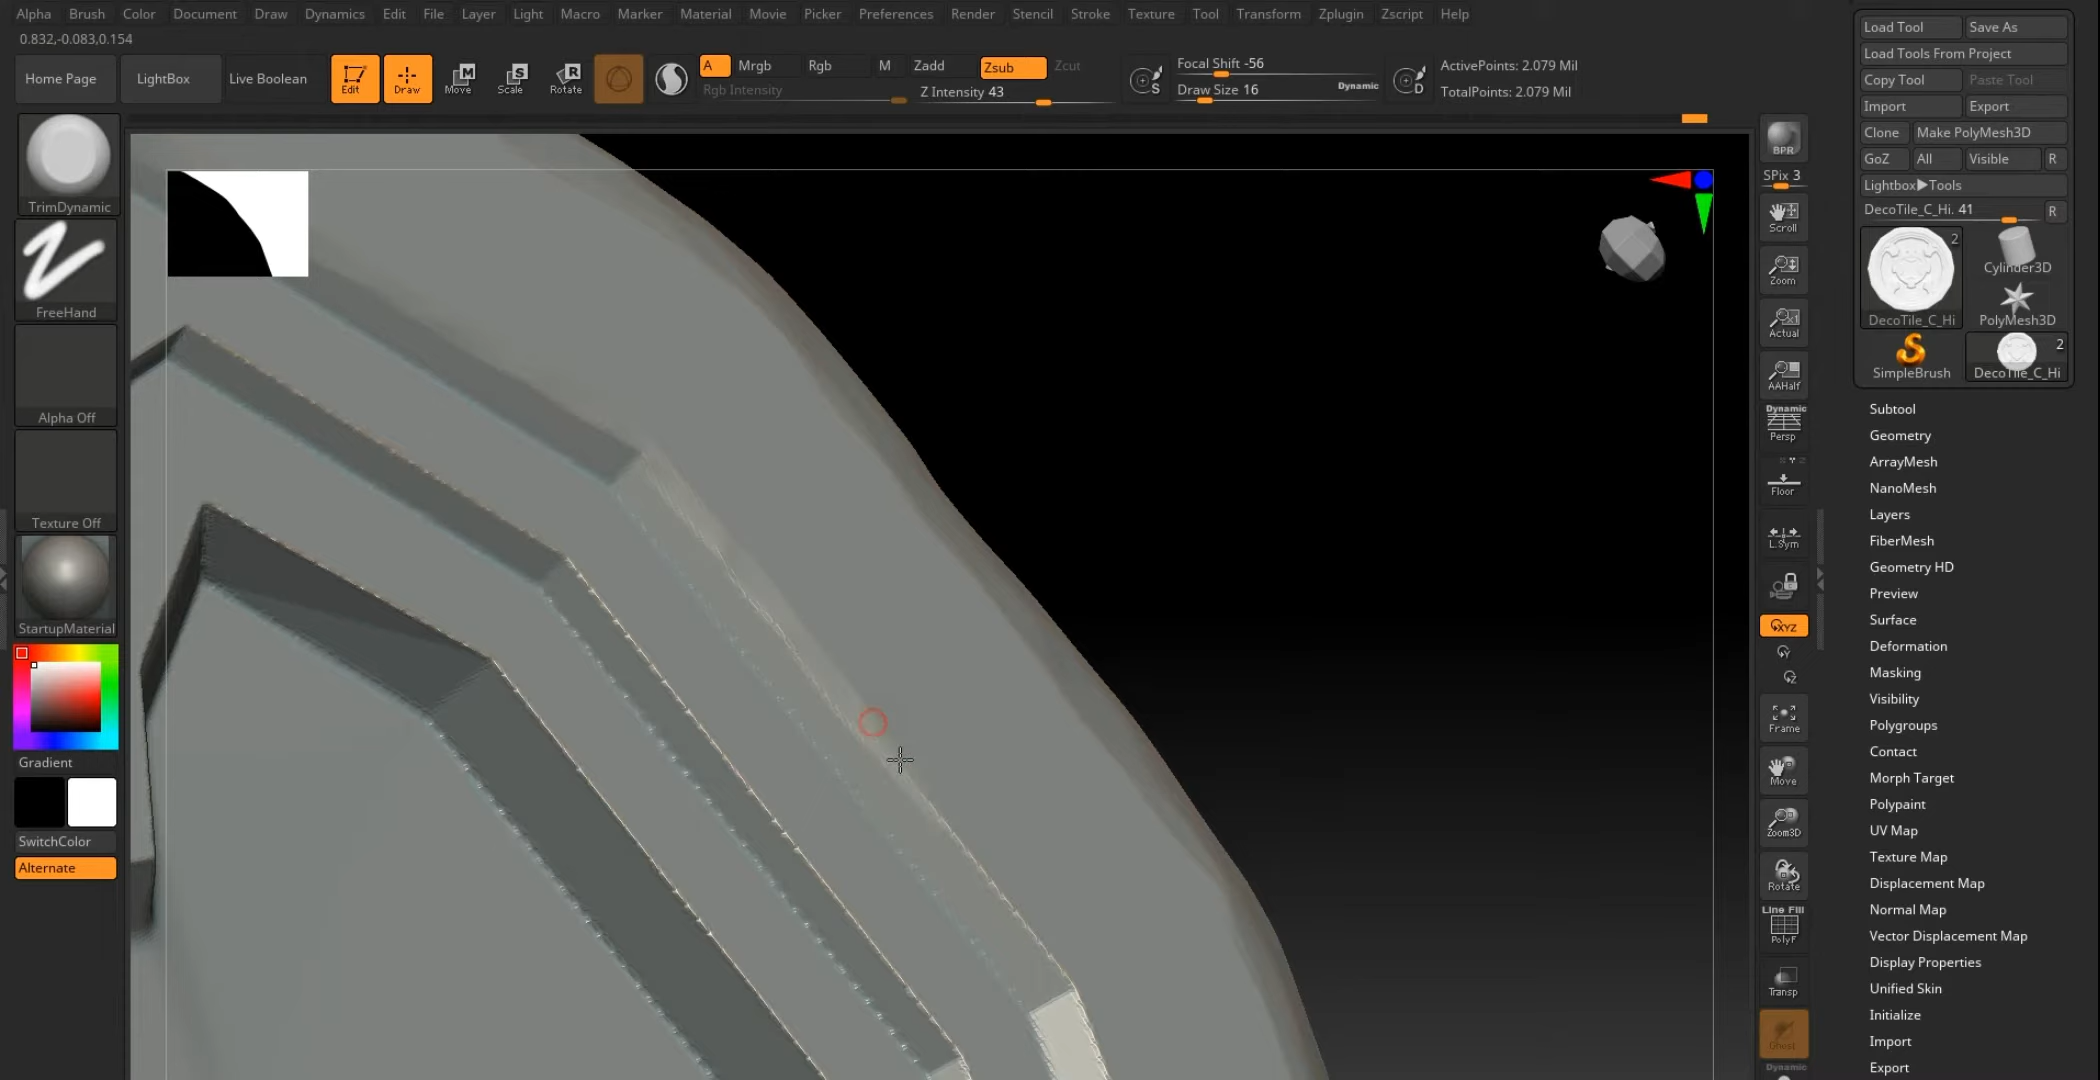 Alpha Brush Color Document Draw Dynamics Edit File Layer Light Macro Marker Material Movie Picker Preferences Render Stencil Stroke Texture Tool Transform Zplugin Zscript Help
0.832,-0.083,0.154
Home Page LightBox Live Boolean Edit Draw Move Scale Rotate
A Mrgb Rgb M Zadd Zsub Zcut
Rgb Intensity Z Intensity 43
Focal Shift -56
Draw Size 16 Dynamic
S D
ActivePoints: 2.079 Mil
TotalPoints: 2.079 Mil
TrimDynamic
FreeHand
Alpha Off
Texture Off
StartupMaterial
Gradient
SwitchColor
Alternate
BPR
SPix 3
Scroll
Zoom
Actual
AAHalf
Dynamic
Persp
Floor
L.Sym
XYZ
Y
Z
Frame
Move
Zoom3D
Rotate
Line Fill
PolyF
Transp
Ghost
Dynamic
Load Tool Save As
Load Tools From Project
Copy Tool Paste Tool
Import Export
Clone Make PolyMesh3D
GoZ All Visible R
Lightbox▶Tools
DecoTile_C_Hi. 41 R
2
Cylinder3D
DecoTile_C_Hi PolyMesh3D
2
SimpleBrush DecoTile_C_Hi
Subtool
Geometry
ArrayMesh
NanoMesh
Layers
FiberMesh
Geometry HD
Preview
Surface
Deformation
Masking
Visibility
Polygroups
Contact
Morph Target
Polypaint
UV Map
Texture Map
Displacement Map
Normal Map
Vector Displacement Map
Display Properties
Unified Skin
Initialize
Import
Export